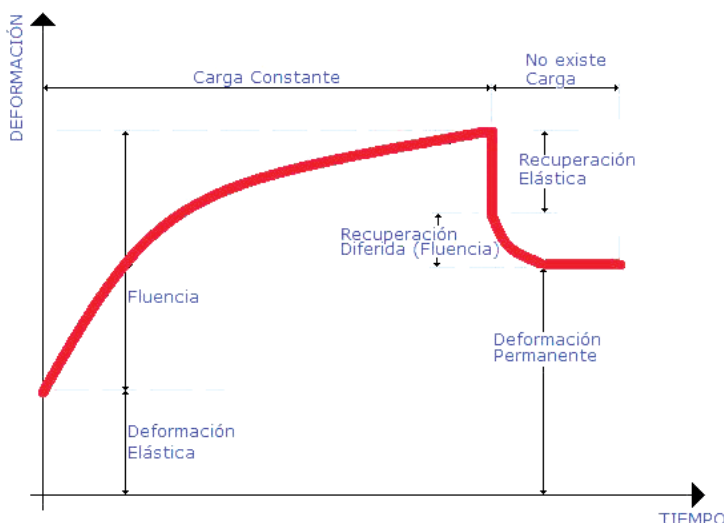 DEFORMACIÓN
Carga Constante
No existe
Carga
Recuperación
Elástica
Recuperación
Diferida (Fluencia)
Fluencia
Deformación
Permanente
Deformación
Elástica
TIEMPO